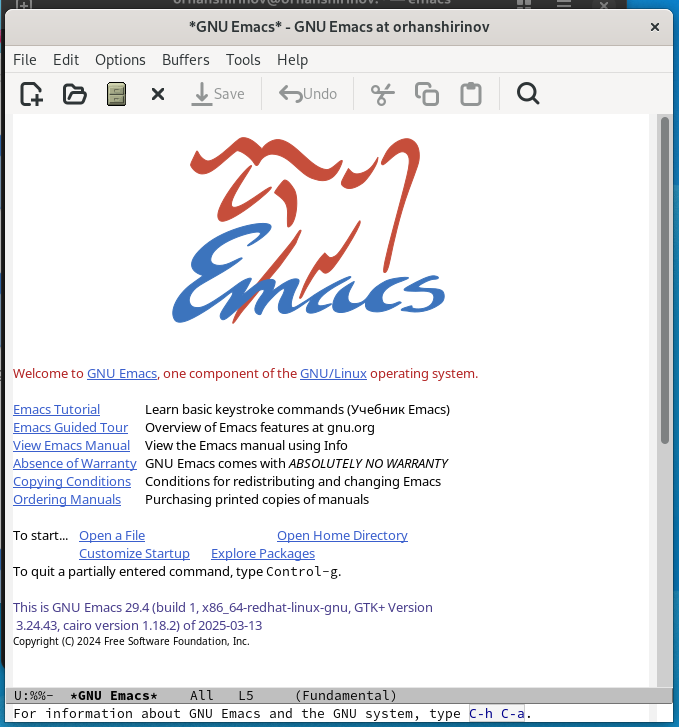 *GNU Emacs* - GNU Emacs at orhanshirinov
File Edit Options Buffers Tools Help
Save Undo
Emacs
Welcome to GNU Emacs, one component of the GNU/Linux operating system.
Emacs Tutorial Learn basic keystroke commands (Учебник Emacs)
Emacs Guided Tour Overview of Emacs features at gnu.org
View Emacs Manual View the Emacs manual using Info
Absence of Warranty GNU Emacs comes with ABSOLUTELY NO WARRANTY
Copying Conditions Conditions for redistributing and changing Emacs
Ordering Manuals Purchasing printed copies of manuals
To start... Open a File Open Home Directory
Customize Startup Explore Packages
To quit a partially entered command, type Control-g.
This is GNU Emacs 29.4 (build 1, x86_64-redhat-linux-gnu, GTK+ Version
3.24.43, cairo version 1.18.2) of 2025-03-13
Copyright (C) 2024 Free Software Foundation, Inc.
U:%%- *GNU Emacs* All L5 (Fundamental)
For information about GNU Emacs and the GNU system, type C-h C-a.